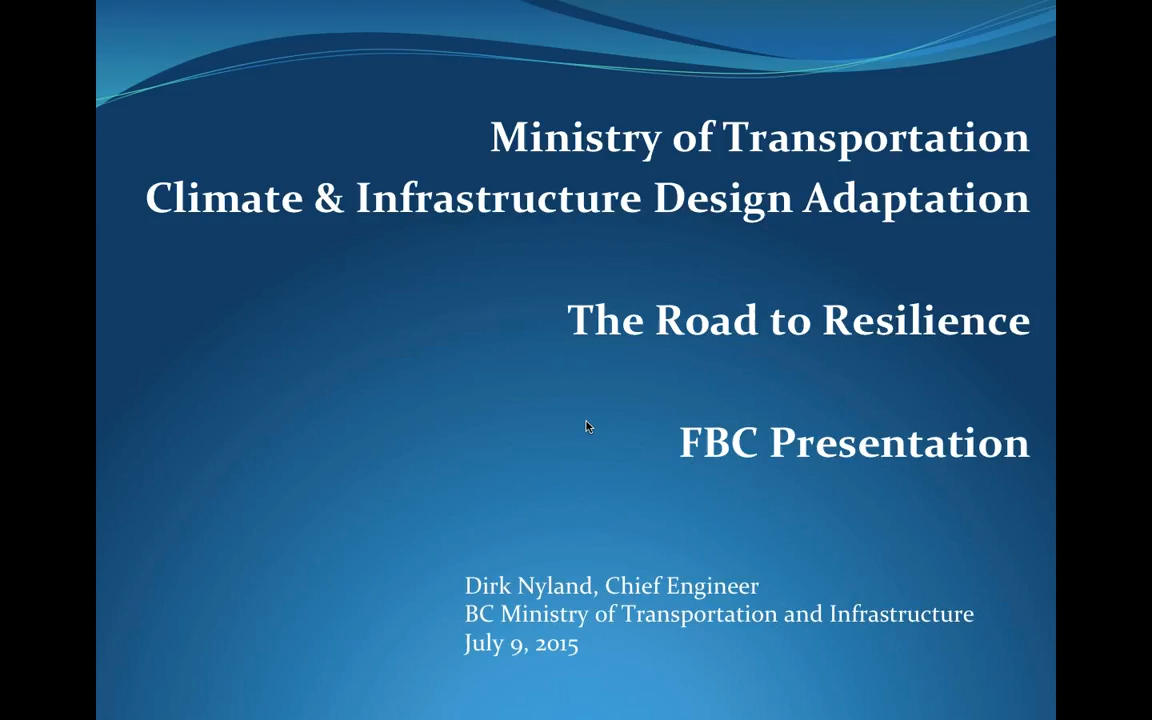 Ministry of Transportation
Climate & Infrastructure Design Adaptation
The Road to Resilience
FBC Presentation
Dirk Nyland, Chief Engineer
BC Ministry of Transportation and Infrastructure
July 9, 2015